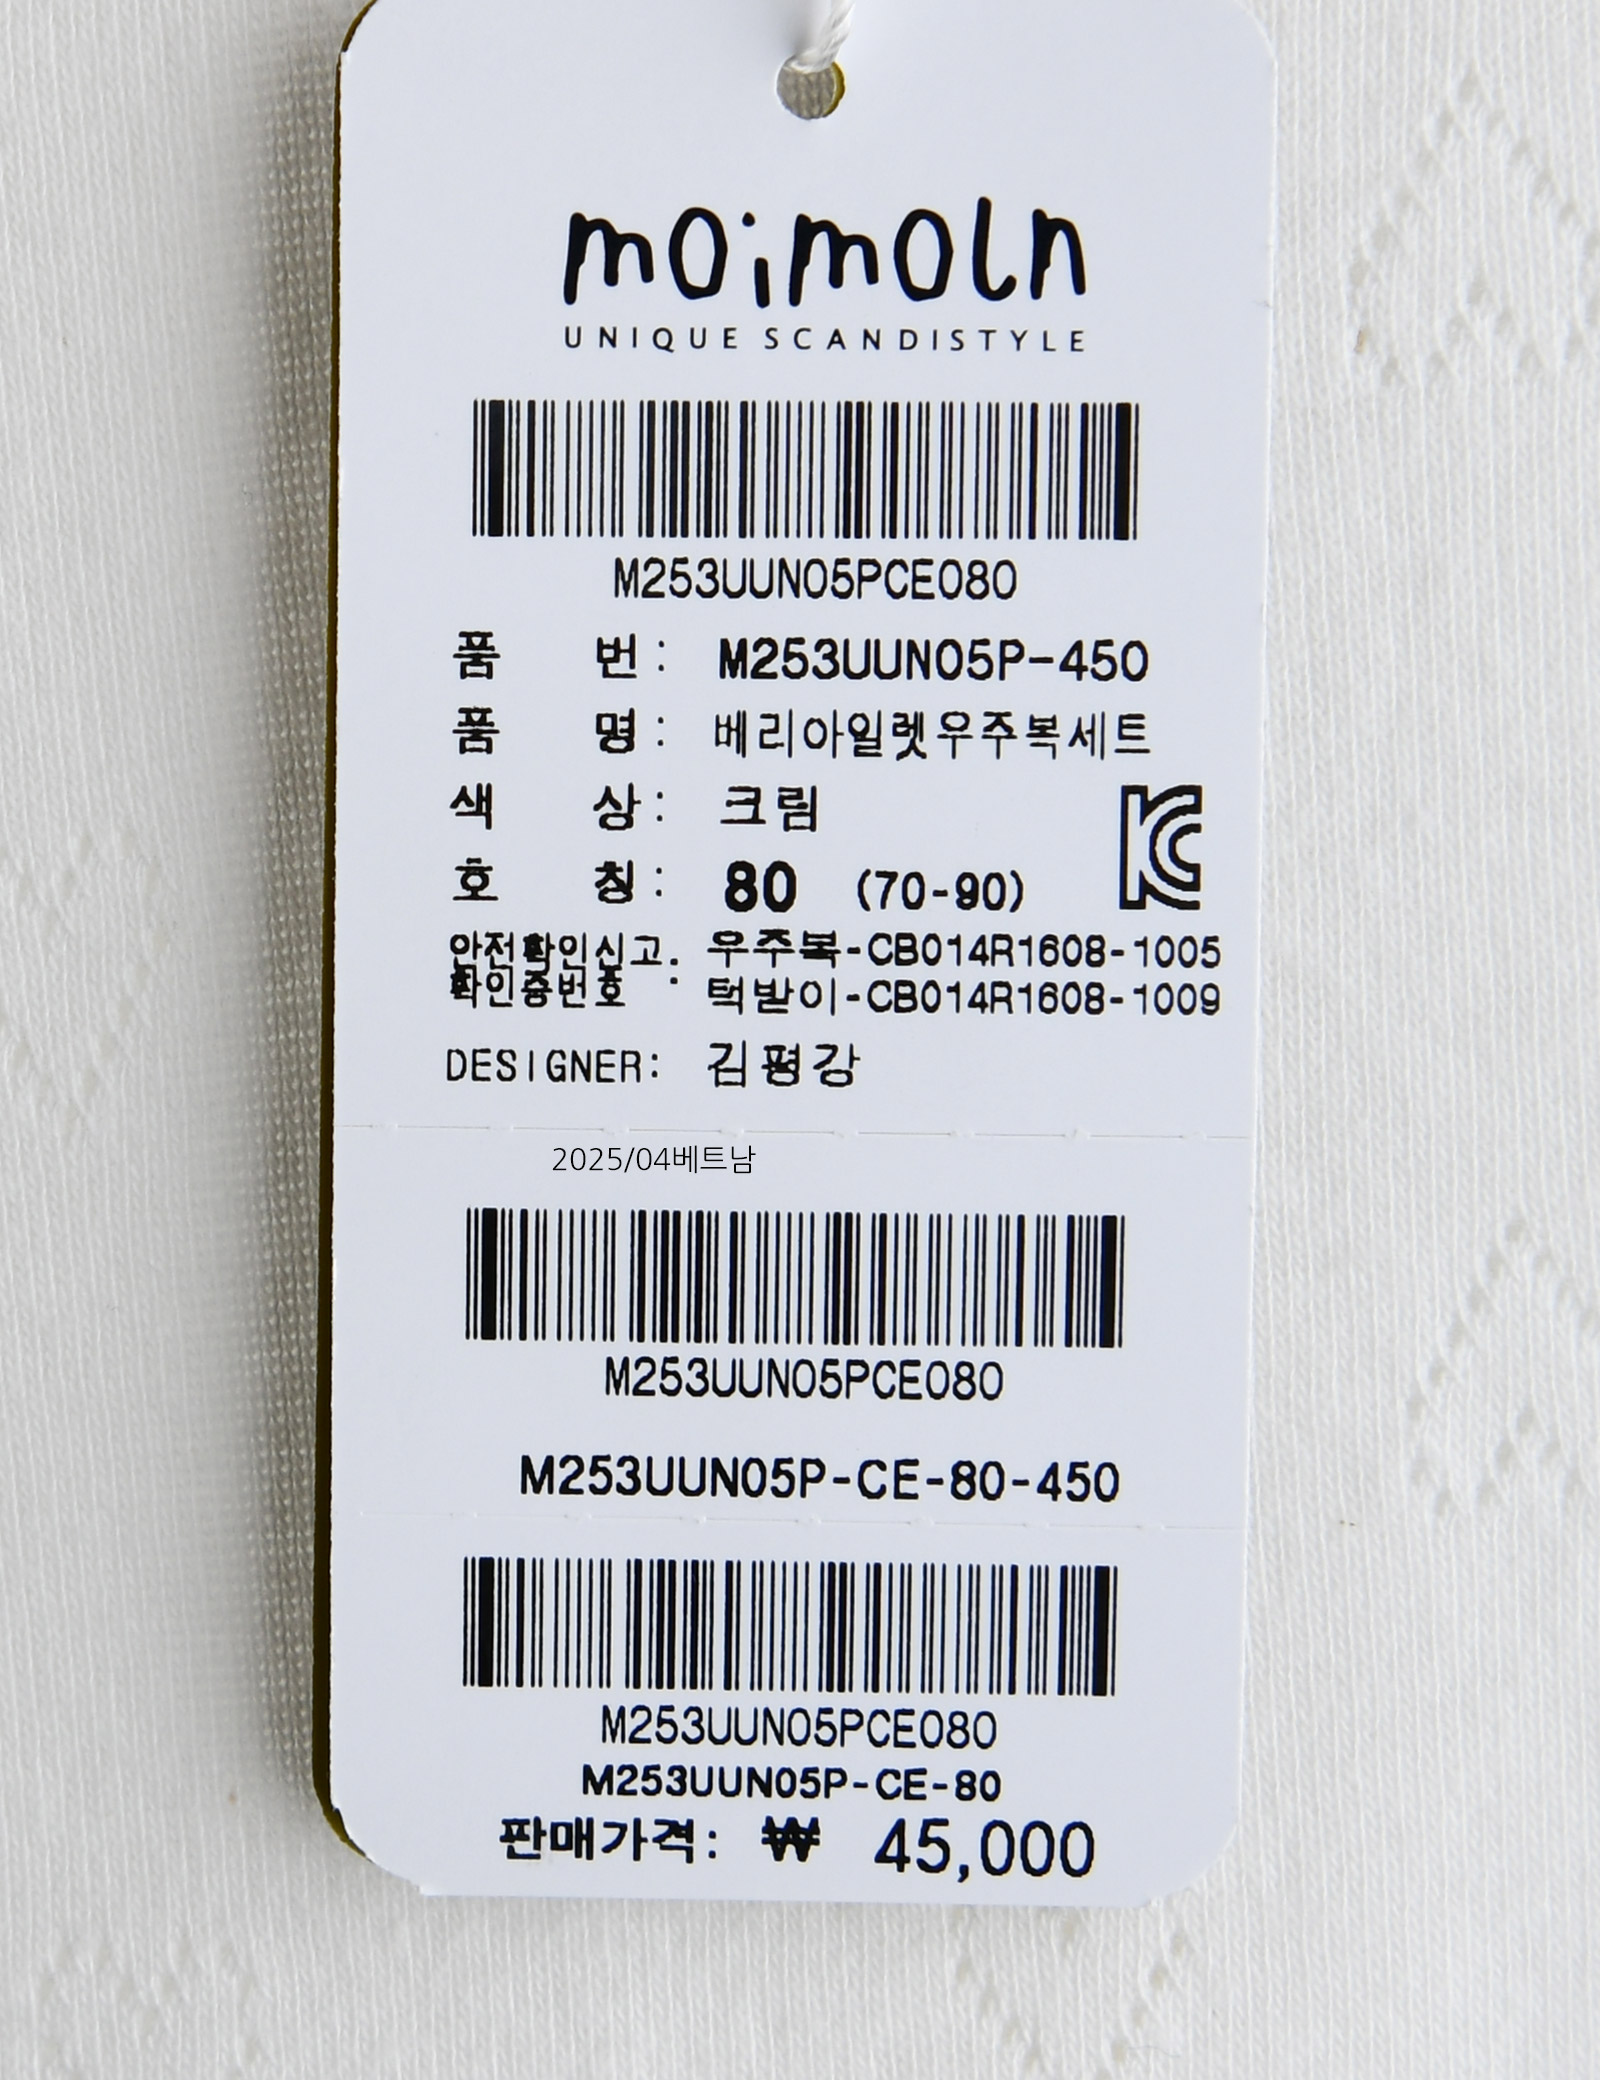 moimoln
UNIQUE SCANDISTYLE
M253UUN05PCE080
품 번: M253UUN05P-450
품 명: 베리아일렛우주복세트
색 상: 크림
호 칭: 80 (70-90)
안전확인신고. 우주복-CB014R1608-1005
확인증번호 · 턱받이-CB014R1608-1009
DESIGNER: 김평강
2025/04베트남
M253UUN05PCE080
M253UUN05P-CE-80-450
M253UUN05PCE080
M253UUN05P-CE-80
판매가격: ₩ 45,000